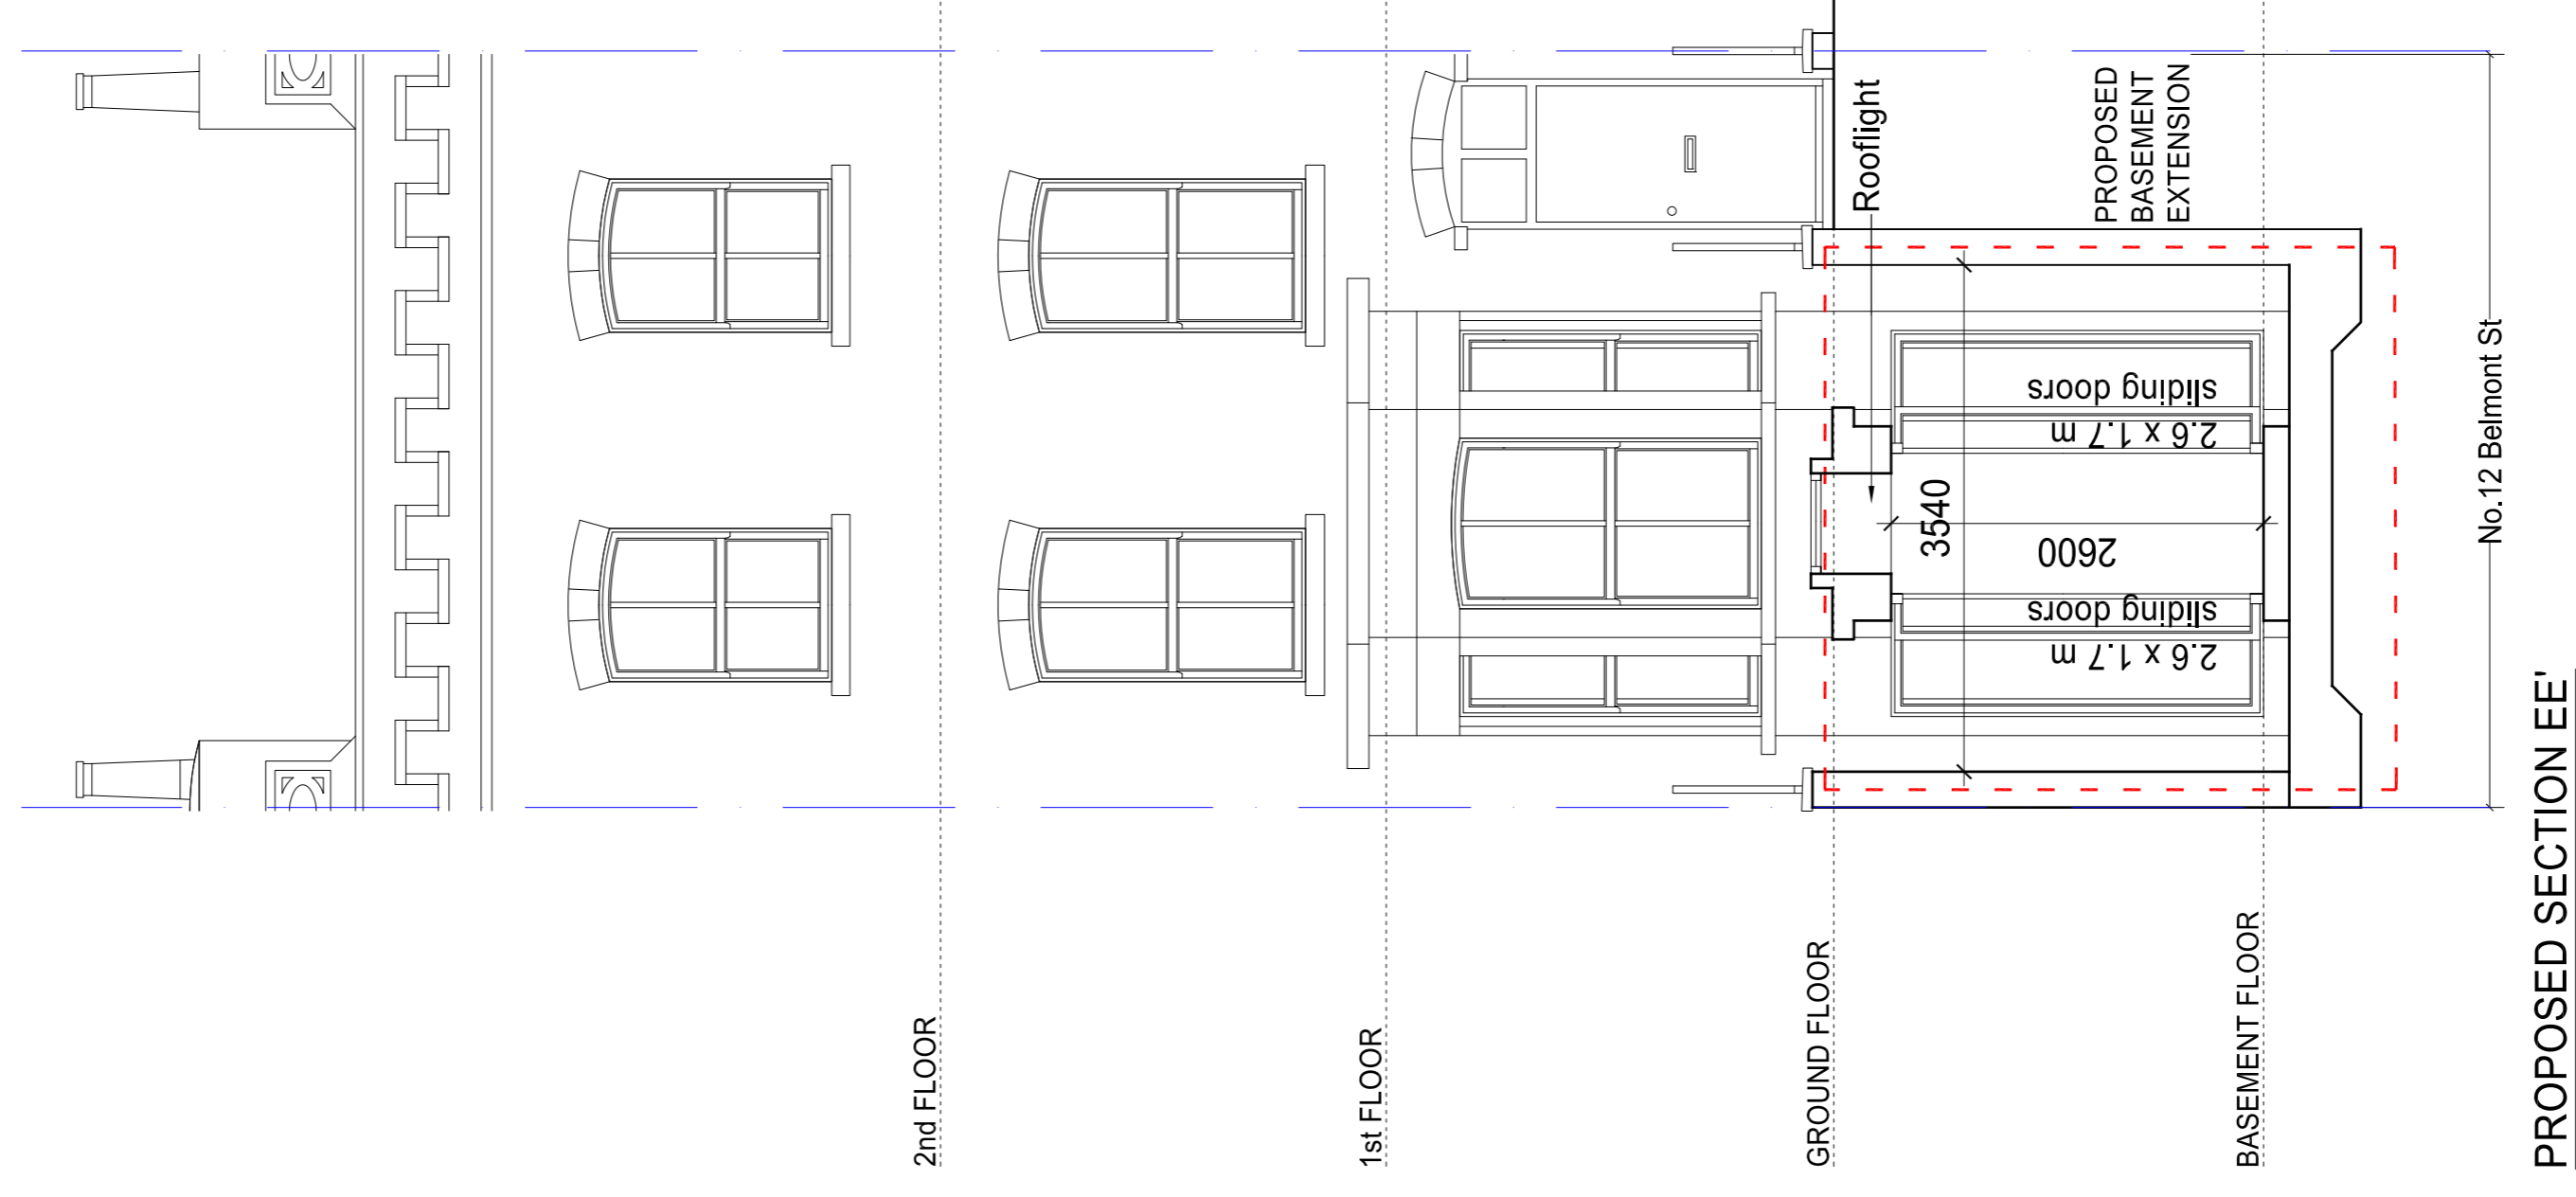 2nd FLOOR
1st FLOOR
GROUND FLOOR
Rooflight
3540
2.6 x 1.7 m
sliding doors
2600
2.6 x 1.7 m
sliding doors
PROPOSED
BASEMENT
EXTENSION
BASEMENT FLOOR
No.12 Belmont St
PROPOSED SECTION EE'